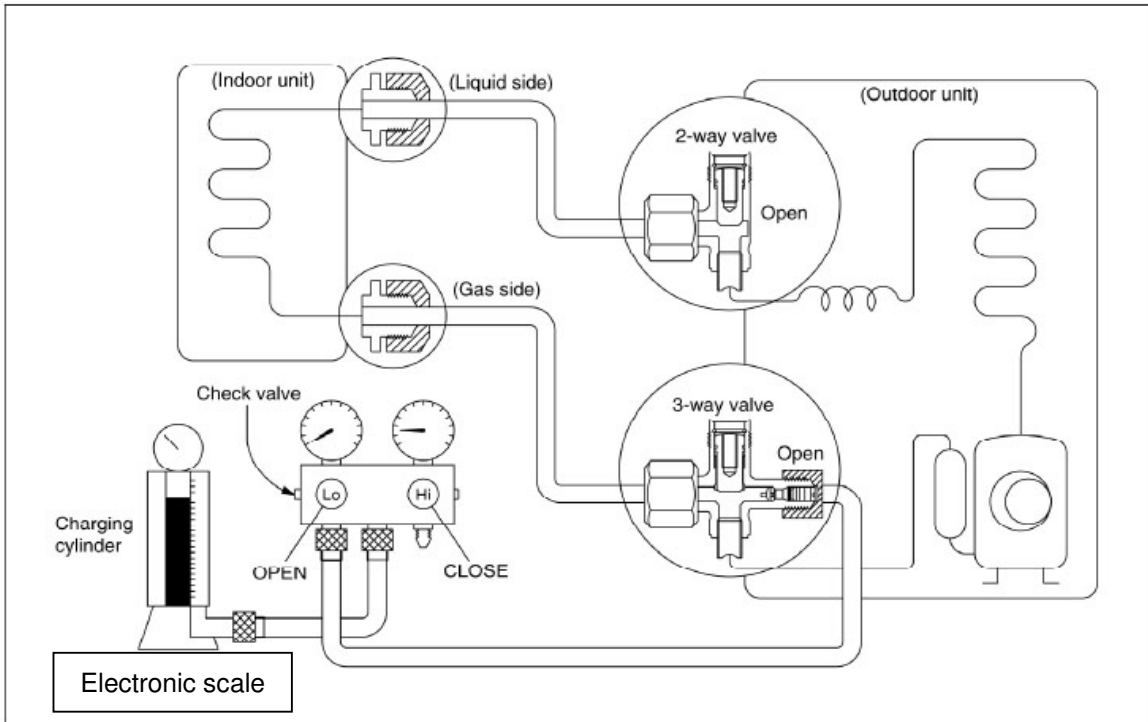 (Indoor unit)
(Liquid side)
(Outdoor unit)
2-way valve
Open
(Gas side)
Check valve
3-way valve
Open
Lo
Hi
Charging
cylinder
OPEN
CLOSE
Electronic scale